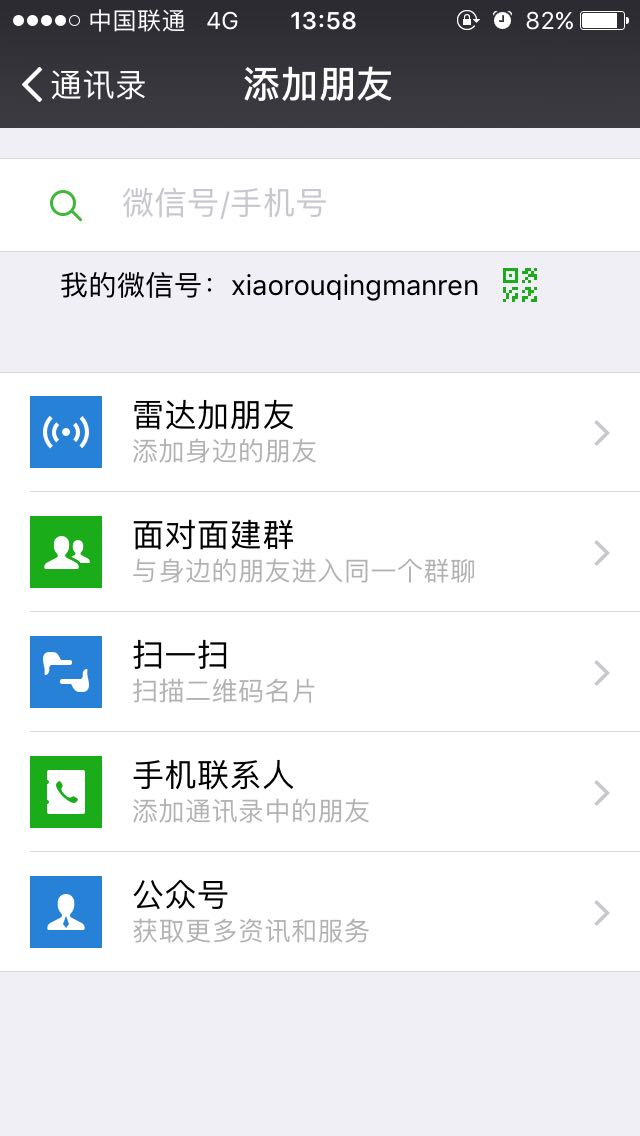 中国联通 4G 13:58 82%
通讯录 添加朋友
微信号/手机号
我的微信号：xiaorouqingmanren
雷达加朋友
添加身边的朋友
面对面建群
与身边的朋友进入同一个群聊
扫一扫
扫描二维码名片
手机联系人
添加通讯录中的朋友
公众号
获取更多资讯和服务